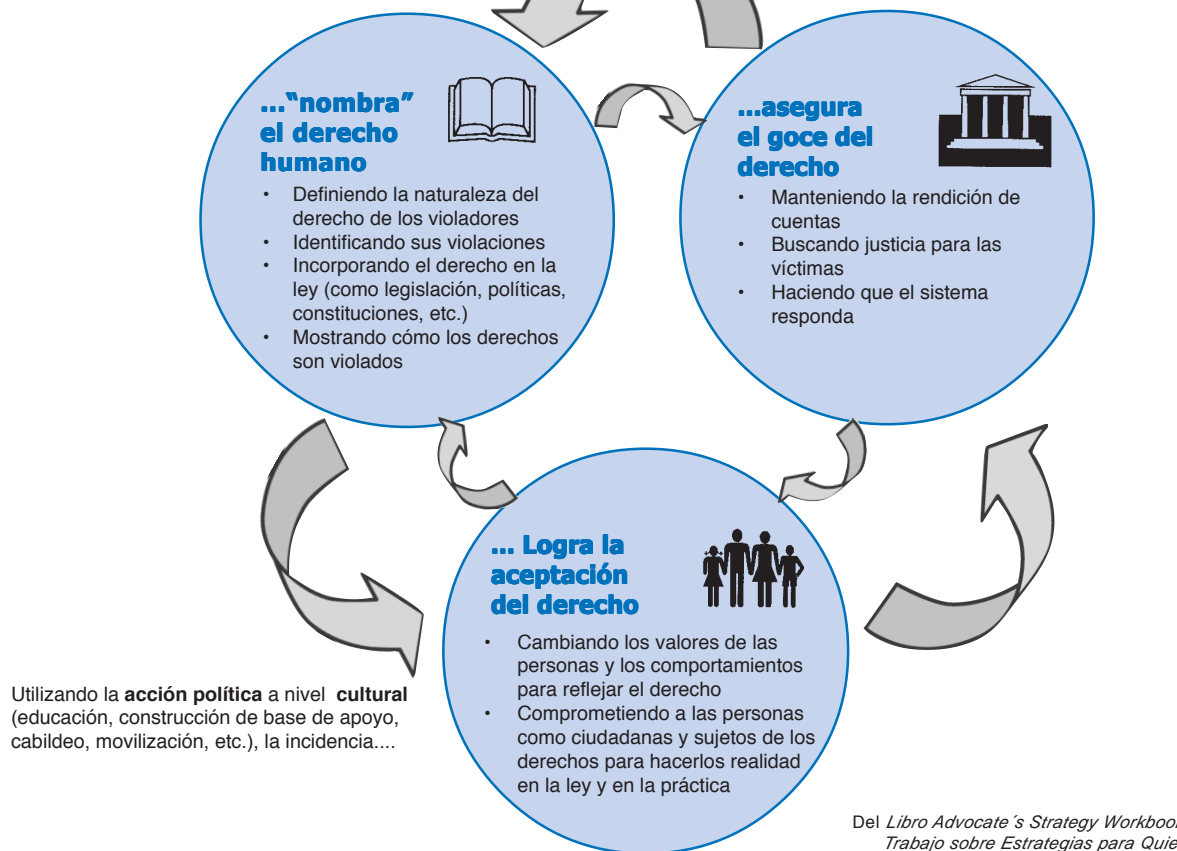 ..."nombra"
el derecho
humano
• Definiendo la naturaleza del
derecho de los violadores
• Identificando sus violaciones
• Incorporando el derecho en la
ley (como legislación, políticas,
constituciones, etc.)
• Mostrando cómo los derechos
son violados
...asegura
el goce del
derecho
• Manteniendo la rendición de
cuentas
• Buscando justicia para las
víctimas
• Haciendo que el sistema
responda
... Logra la
aceptación
del derecho
• Cambiando los valores de las
personas y los comportamientos
para reflejar el derecho
• Comprometiendo a las personas
como ciudadanas y sujetos de los
derechos para hacerlos realidad
en la ley y en la práctica
Utilizando la acción política a nivel cultural
(educación, construcción de base de apoyo,
cabildeo, movilización, etc.), la incidencia....
Del Libro Advocate´s Strategy
Trabajo sobre Estrategias para